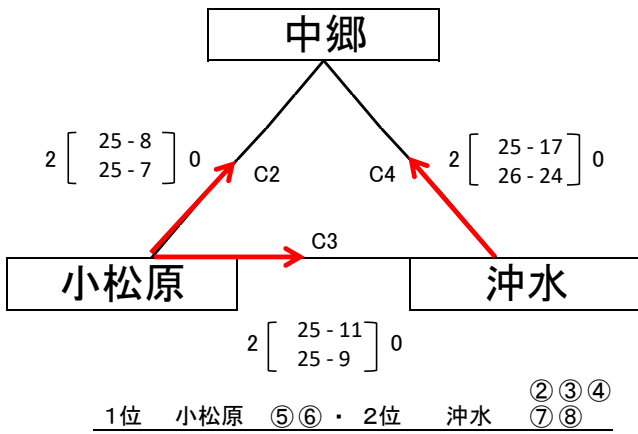 中郷
2 25 - 8 0
25 - 7
C2
C4
2 25 - 17 0
26 - 24
C3
小松原
沖水
2 25 - 11 0
25 - 9
②③④
1位 小松原 ⑤⑥ ・ 2位 沖水 ⑦⑧